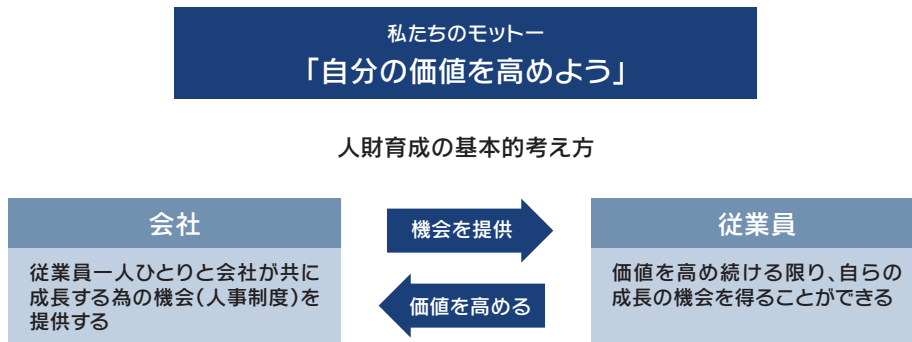 私たちのモットー
「自分の価値を高めよう」
人財育成の基本的考え方
会社
従業員一人ひとりと会社が共に
成長する為の機会(人事制度)を
提供する
機会を提供
価値を高める
従業員
価値を高め続ける限り、自らの
成長の機会を得ることができる